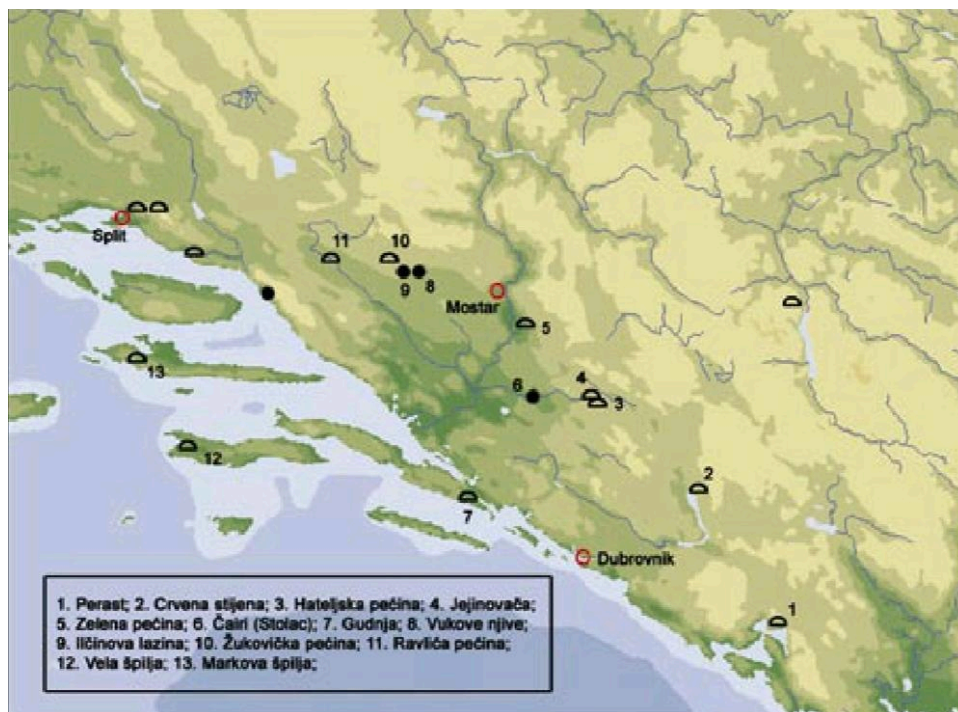 Split
11
10
9
8
Mostar
5
13
6
4
3
12
7
2
Dubrovnik
1
1. Perast; 2. Crvena stijena; 3. Hateljska pećina; 4. Jejinovača;
5. Zelena pećina; 6. Čairi (Stolac); 7. Gudnja; 8. Vukove njive;
9. Iličinova lazina; 10. Žukovička pećina; 11. Ravlića pećina;
12. Vela špilja; 13. Markova špilja;